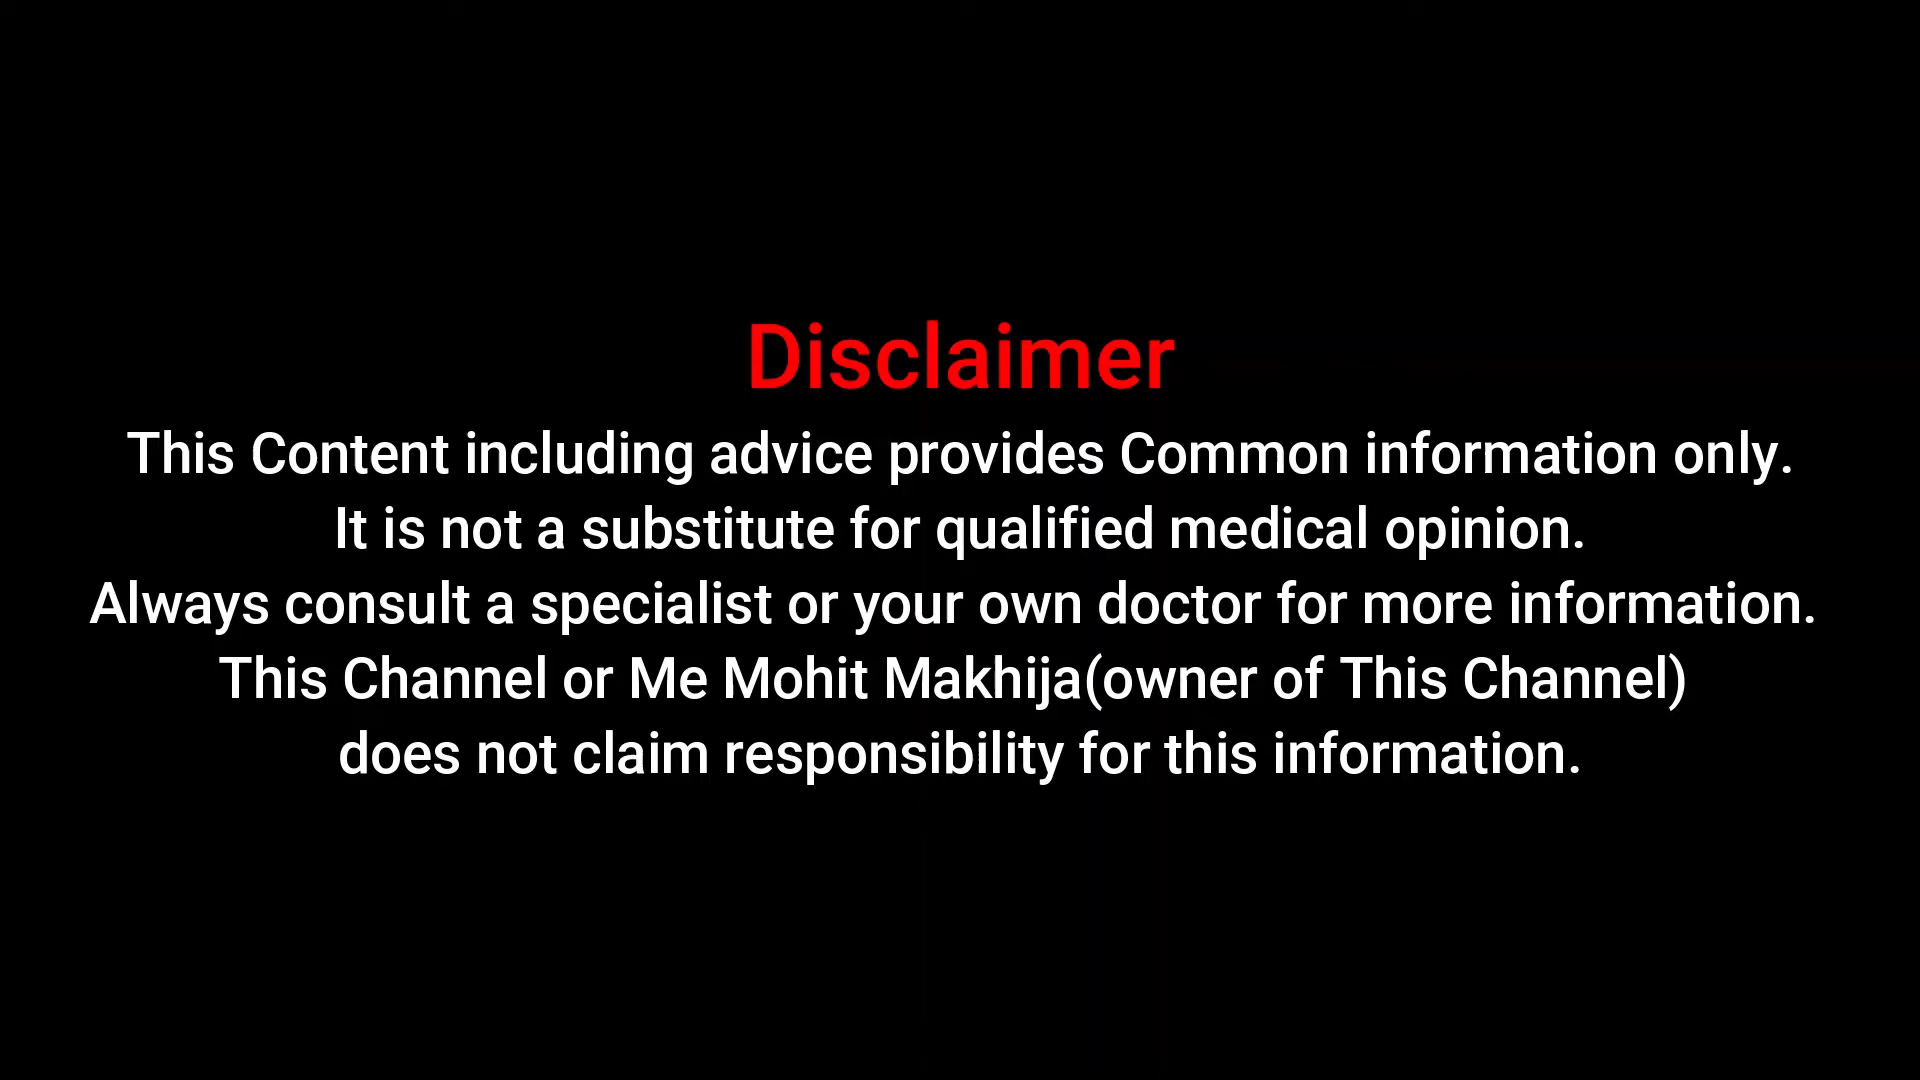 Disclaimer
This Content including advice provides Common information only.
It is not a substitute for qualified medical opinion.
Always consult a specialist or your own doctor for more information.
This Channel or Me Mohit Makhija(owner of This Channel)
does not claim responsibility for this information.